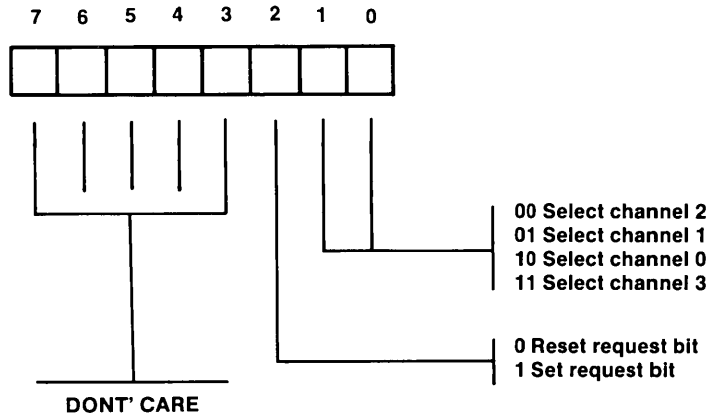 7 6 5 4 3 2 1 0
00 Select channel 2
01 Select channel 1
10 Select channel 0
11 Select channel 3
0 Reset request bit
1 Set request bit
DONT' CARE